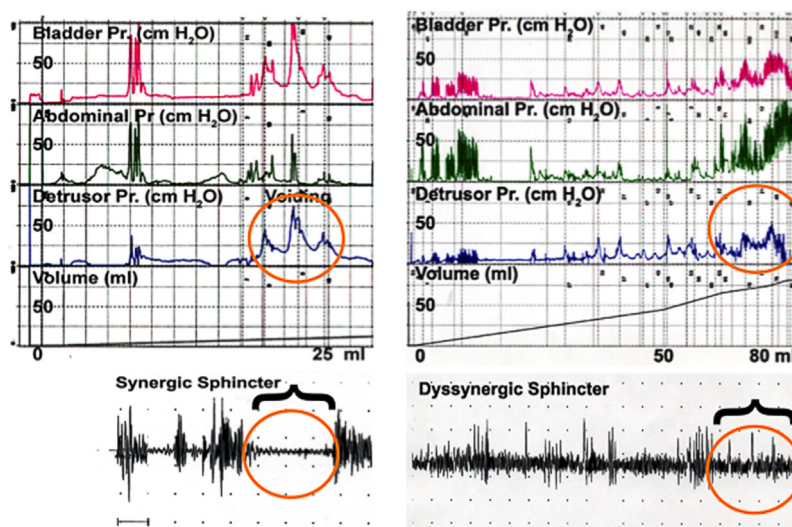 Bladder Pr. (cm H₂O)
50
Abdominal Pr (cm H₂O)
50
Detrusor Pr. (cm H₂O) Voiding
50
Volume (ml)
50
0 25 ml
Synergic Sphincter
Bladder Pr. (cm H₂O)
50
Abdominal Pr. (cm H₂O)
50
Detrusor Pr. (cm H₂O)
50
Volume (ml)
50
0 50 80 ml
Dyssynergic Sphincter